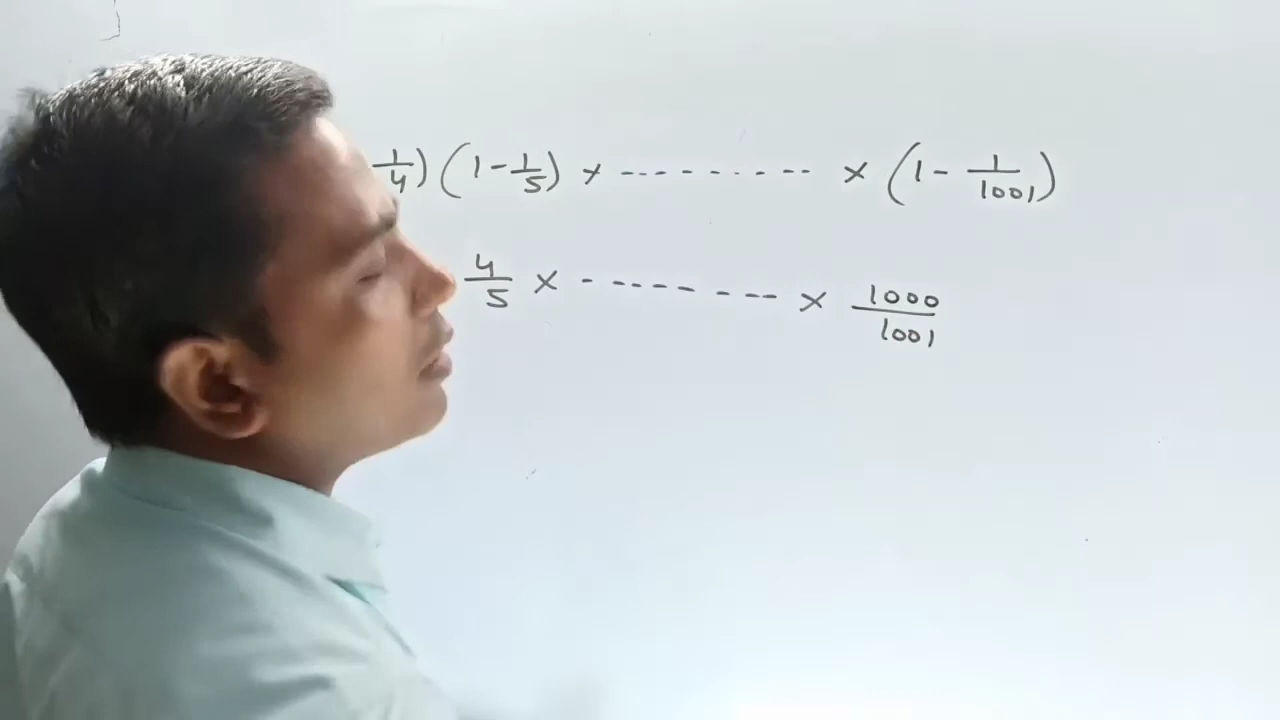 1/4) (1 - 1/5) × - - - - - - - - - - × (1 - 1/1001)
4/5 × - - - - - - - - - × 1000/1001